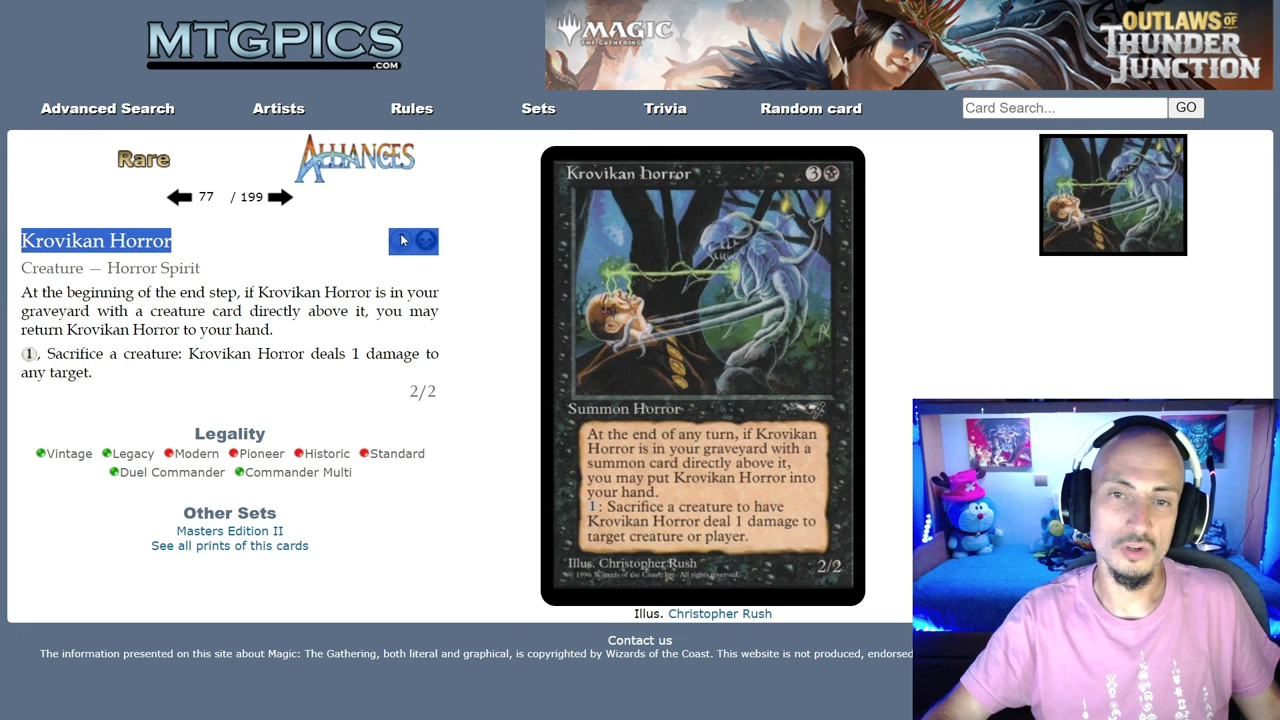 MTGPICS
.COM
MAGIC
THE GATHERING
OUTLAWS OF
THUNDER
JUNCTION
Advanced Search
Artists
Rules
Sets
Trivia
Random card
Card Search...
GO
Rare
ALLIANCES
77 / 199
Krovikan Horror
Creature — Horror Spirit
At the beginning of the end step, if Krovikan Horror is in your
graveyard with a creature card directly above it, you may
return Krovikan Horror to your hand.
1, Sacrifice a creature: Krovikan Horror deals 1 damage to
any target.
2/2
Legality
Vintage Legacy Modern Pioneer Historic Standard
Duel Commander Commander Multi
Other Sets
Masters Edition II
See all prints of this cards
Krovikan Horror 3
Summon Horror
At the end of any turn, if Krovikan
Horror is in your graveyard with a
summon card directly above it,
you may put Krovikan Horror into
your hand.
1: Sacrifice a creature to have
Krovikan Horror deal 1 damage to
target creature or player.
Illus. Christopher Rush
© 1996 Wizards of the Coast, Inc. All rights reserved.
2/2
Illus. Christopher Rush
Contact us
The information presented on this site about Magic: The Gathering, both literal and graphical, is copyrighted by Wizards of the Coast. This website is not produced, endorsed